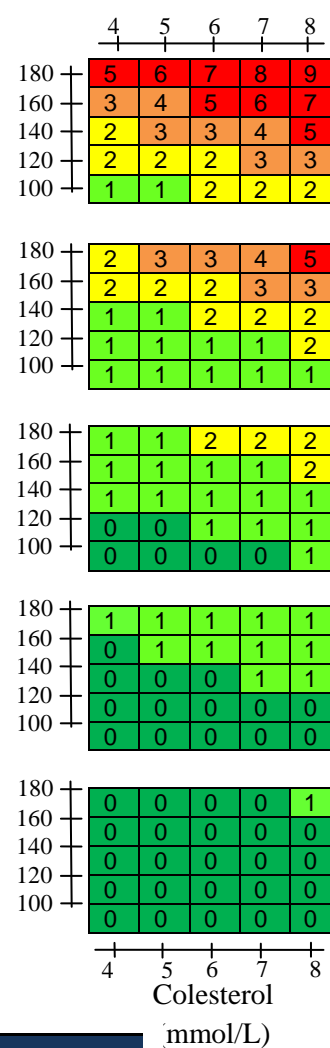 4 5 6 7 8
180 5 6 7 8 9
160 3 4 5 6 7
140 2 3 3 4 5
120 2 2 2 3 3
100 1 1 2 2 2
180 2 3 3 4 5
160 2 2 2 3 3
140 1 1 2 2 2
120 1 1 1 1 2
100 1 1 1 1 1
180 1 1 2 2 2
160 1 1 1 1 2
140 1 1 1 1 1
120 0 0 1 1 1
100 0 0 0 0 1
180 1 1 1 1 1
160 0 1 1 1 1
140 0 0 0 1 1
120 0 0 0 0 0
100 0 0 0 0 0
180 0 0 0 0 1
160 0 0 0 0 0
140 0 0 0 0 0
120 0 0 0 0 0
100 0 0 0 0 0
4 5 6 7 8
Colesterol
(mmol/L)